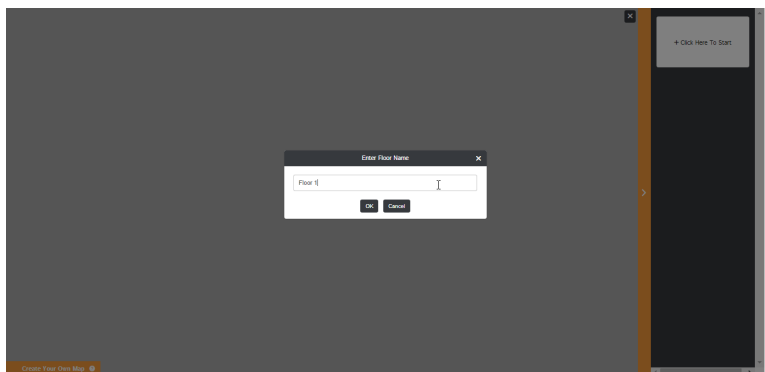 + Click Here To Start
Enter Floor Name
Floor 1
OK
Cancel
Create Your Own Map